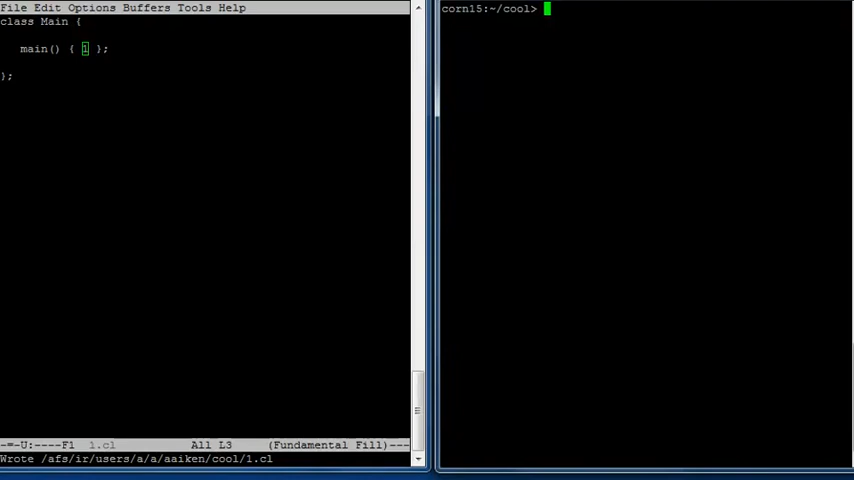 File Edit Options Buffers Tools Help
class Main {
main() { 1 };
};
-=-U:----F1 1.cl All L3 (Fundamental Fill)---
Wrote /afs/ir/users/a/a/aaiken/cool/1.cl
corn15:~/cool>